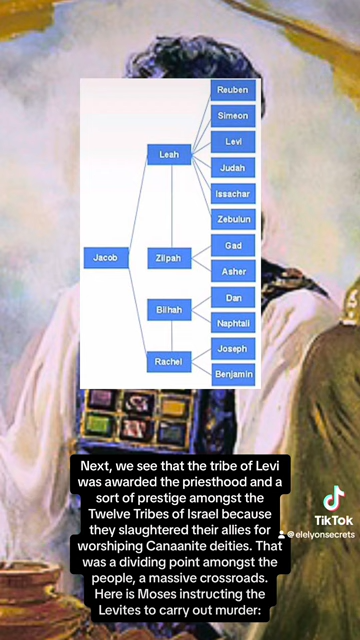 Reuben
Simeon
Levi
Leah
Judah
Issachar
Zebulun
Gad
Jacob
Zilpah
Asher
Dan
Bilhah
Naphtali
Joseph
Rachel
Benjamin
Next, we see that the tribe of Levi
was awarded the priesthood and a
sort of prestige amongst the
Twelve Tribes of Israel because
they slaughtered their allies for
worshiping Canaanite deities. That
was a dividing point amongst the
people, a massive crossroads.
Here is Moses instructing the
Levites to carry out murder:
TikTok
@elelyonsecrets